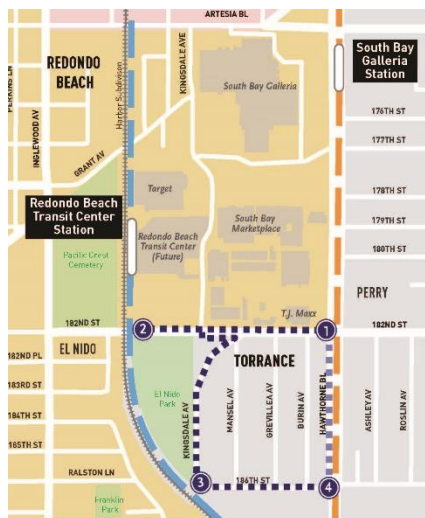 ARTESIA BL
PERKINS LN
REDONDO
BEACH
INGLEWOOD AV
Harbor Subdivision
KINGSDALE AVE
South Bay Galleria
South Bay
Galleria
Station
176TH ST
177TH ST
GRANT AV
Target
178TH ST
Redondo Beach
Transit Center
Station
Redondo Beach
Transit Center
(Future)
South Bay
Marketplace
179TH ST
180TH ST
Pacific Crest
Cemetery
PERRY
T.J. Maxx
182ND ST
2
1
182ND ST
182ND PL
EL NIDO
TORRANCE
183RD ST
El Nido
Park
KINGSDALE AV
MANSEL AV
GREVILLEA AV
BURIN AV
HAWTHORNE BL
ASHLEY AV
ROSLIN AV
184TH ST
185TH ST
RALSTON LN
3
186TH ST
4
Franklin
Park